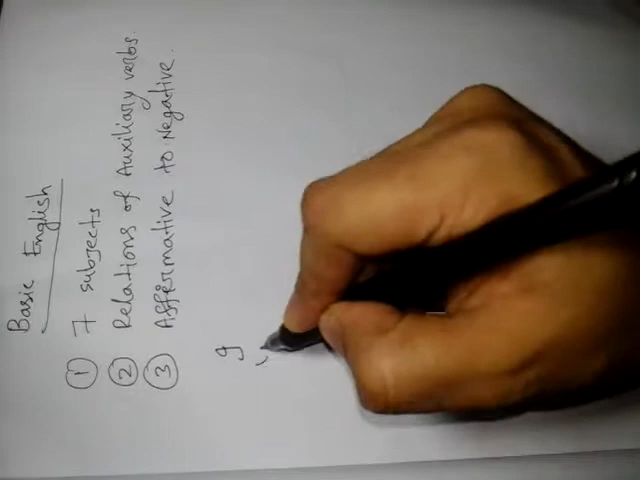 Basic English
① 7 subjects
② Relations of Auxiliary verbs.
③ Affirmative to Negative.
I